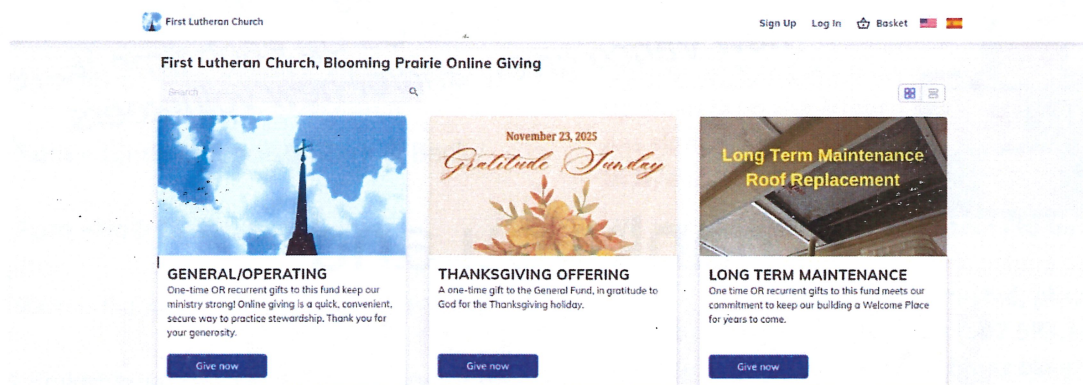 First Lutheran Church
Sign Up Log In Basket
First Lutheran Church, Blooming Prairie Online Giving
Search
November 23, 2025
Gratitude Sunday
Long Term Maintenance
Roof Replacement
GENERAL/OPERATING
One-time OR recurrent gifts to this fund keep our
ministry strong! Online giving is a quick, convenient,
secure way to practice stewardship. Thank you for
your generosity.
Give now
THANKSGIVING OFFERING
A one-time gift to the General Fund, in gratitude to
God for the Thanksgiving holiday.
Give now
LONG TERM MAINTENANCE
One time OR recurrent gifts to this fund meets our
commitment to keep our building a Welcome Place
for years to come.
Give now